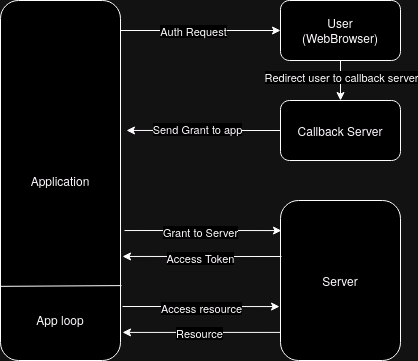 User
(WebBrowser)
Auth Request
Redirect user to callback server
Send Grant to app
Callback Server
Application
Grant to Server
Access Token
Server
Access resource
App loop
Resource